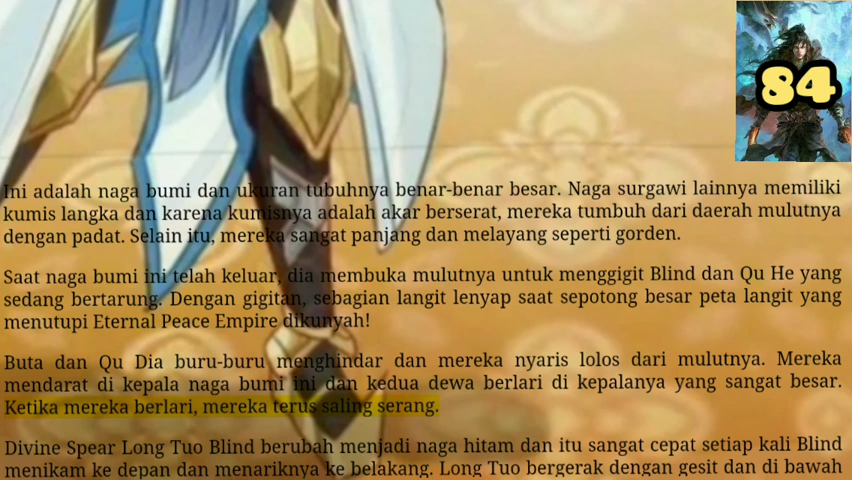 84
Ini adalah naga bumi dan ukuran tubuhnya benar-benar besar. Naga surgawi lainnya memiliki
kumis langka dan karena kumisnya adalah akar berserat, mereka tumbuh dari daerah mulutnya
dengan padat. Selain itu, mereka sangat panjang dan melayang seperti gorden.
Saat naga bumi ini telah keluar, dia membuka mulutnya untuk menggigit Blind dan Qu He yang
sedang bertarung. Dengan gigitan, sebagian langit lenyap saat sepotong besar peta langit yang
menutupi Eternal Peace Empire dikunyah!
Buta dan Qu Dia buru-buru menghindar dan mereka nyaris lolos dari mulutnya. Mereka
mendarat di kepala naga bumi ini dan kedua dewa berlari di kepalanya yang sangat besar.
Ketika mereka berlari, mereka terus saling serang.
Divine Spear Long Tuo Blind berubah menjadi naga hitam dan itu sangat cepat setiap kali Blind
menikam ke depan dan menariknya ke belakang. Long Tuo bergerak dengan gesit dan di bawah